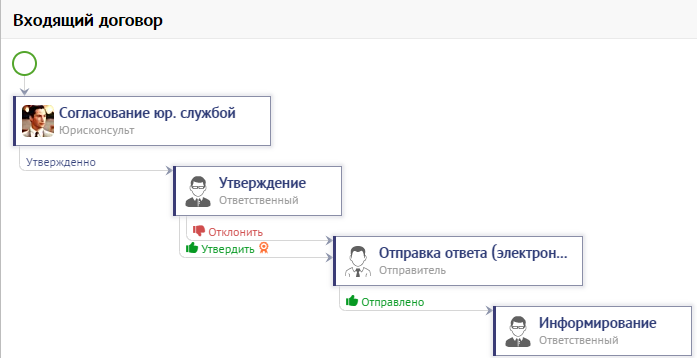 Входящий договор
Согласование юр. службой
Юрисконсульт
Утвержденно
Утверждение
Ответственный
Отклонить
Утвердить
Отправка ответа (электрон...
Отправитель
Отправлено
Информирование
Ответственный